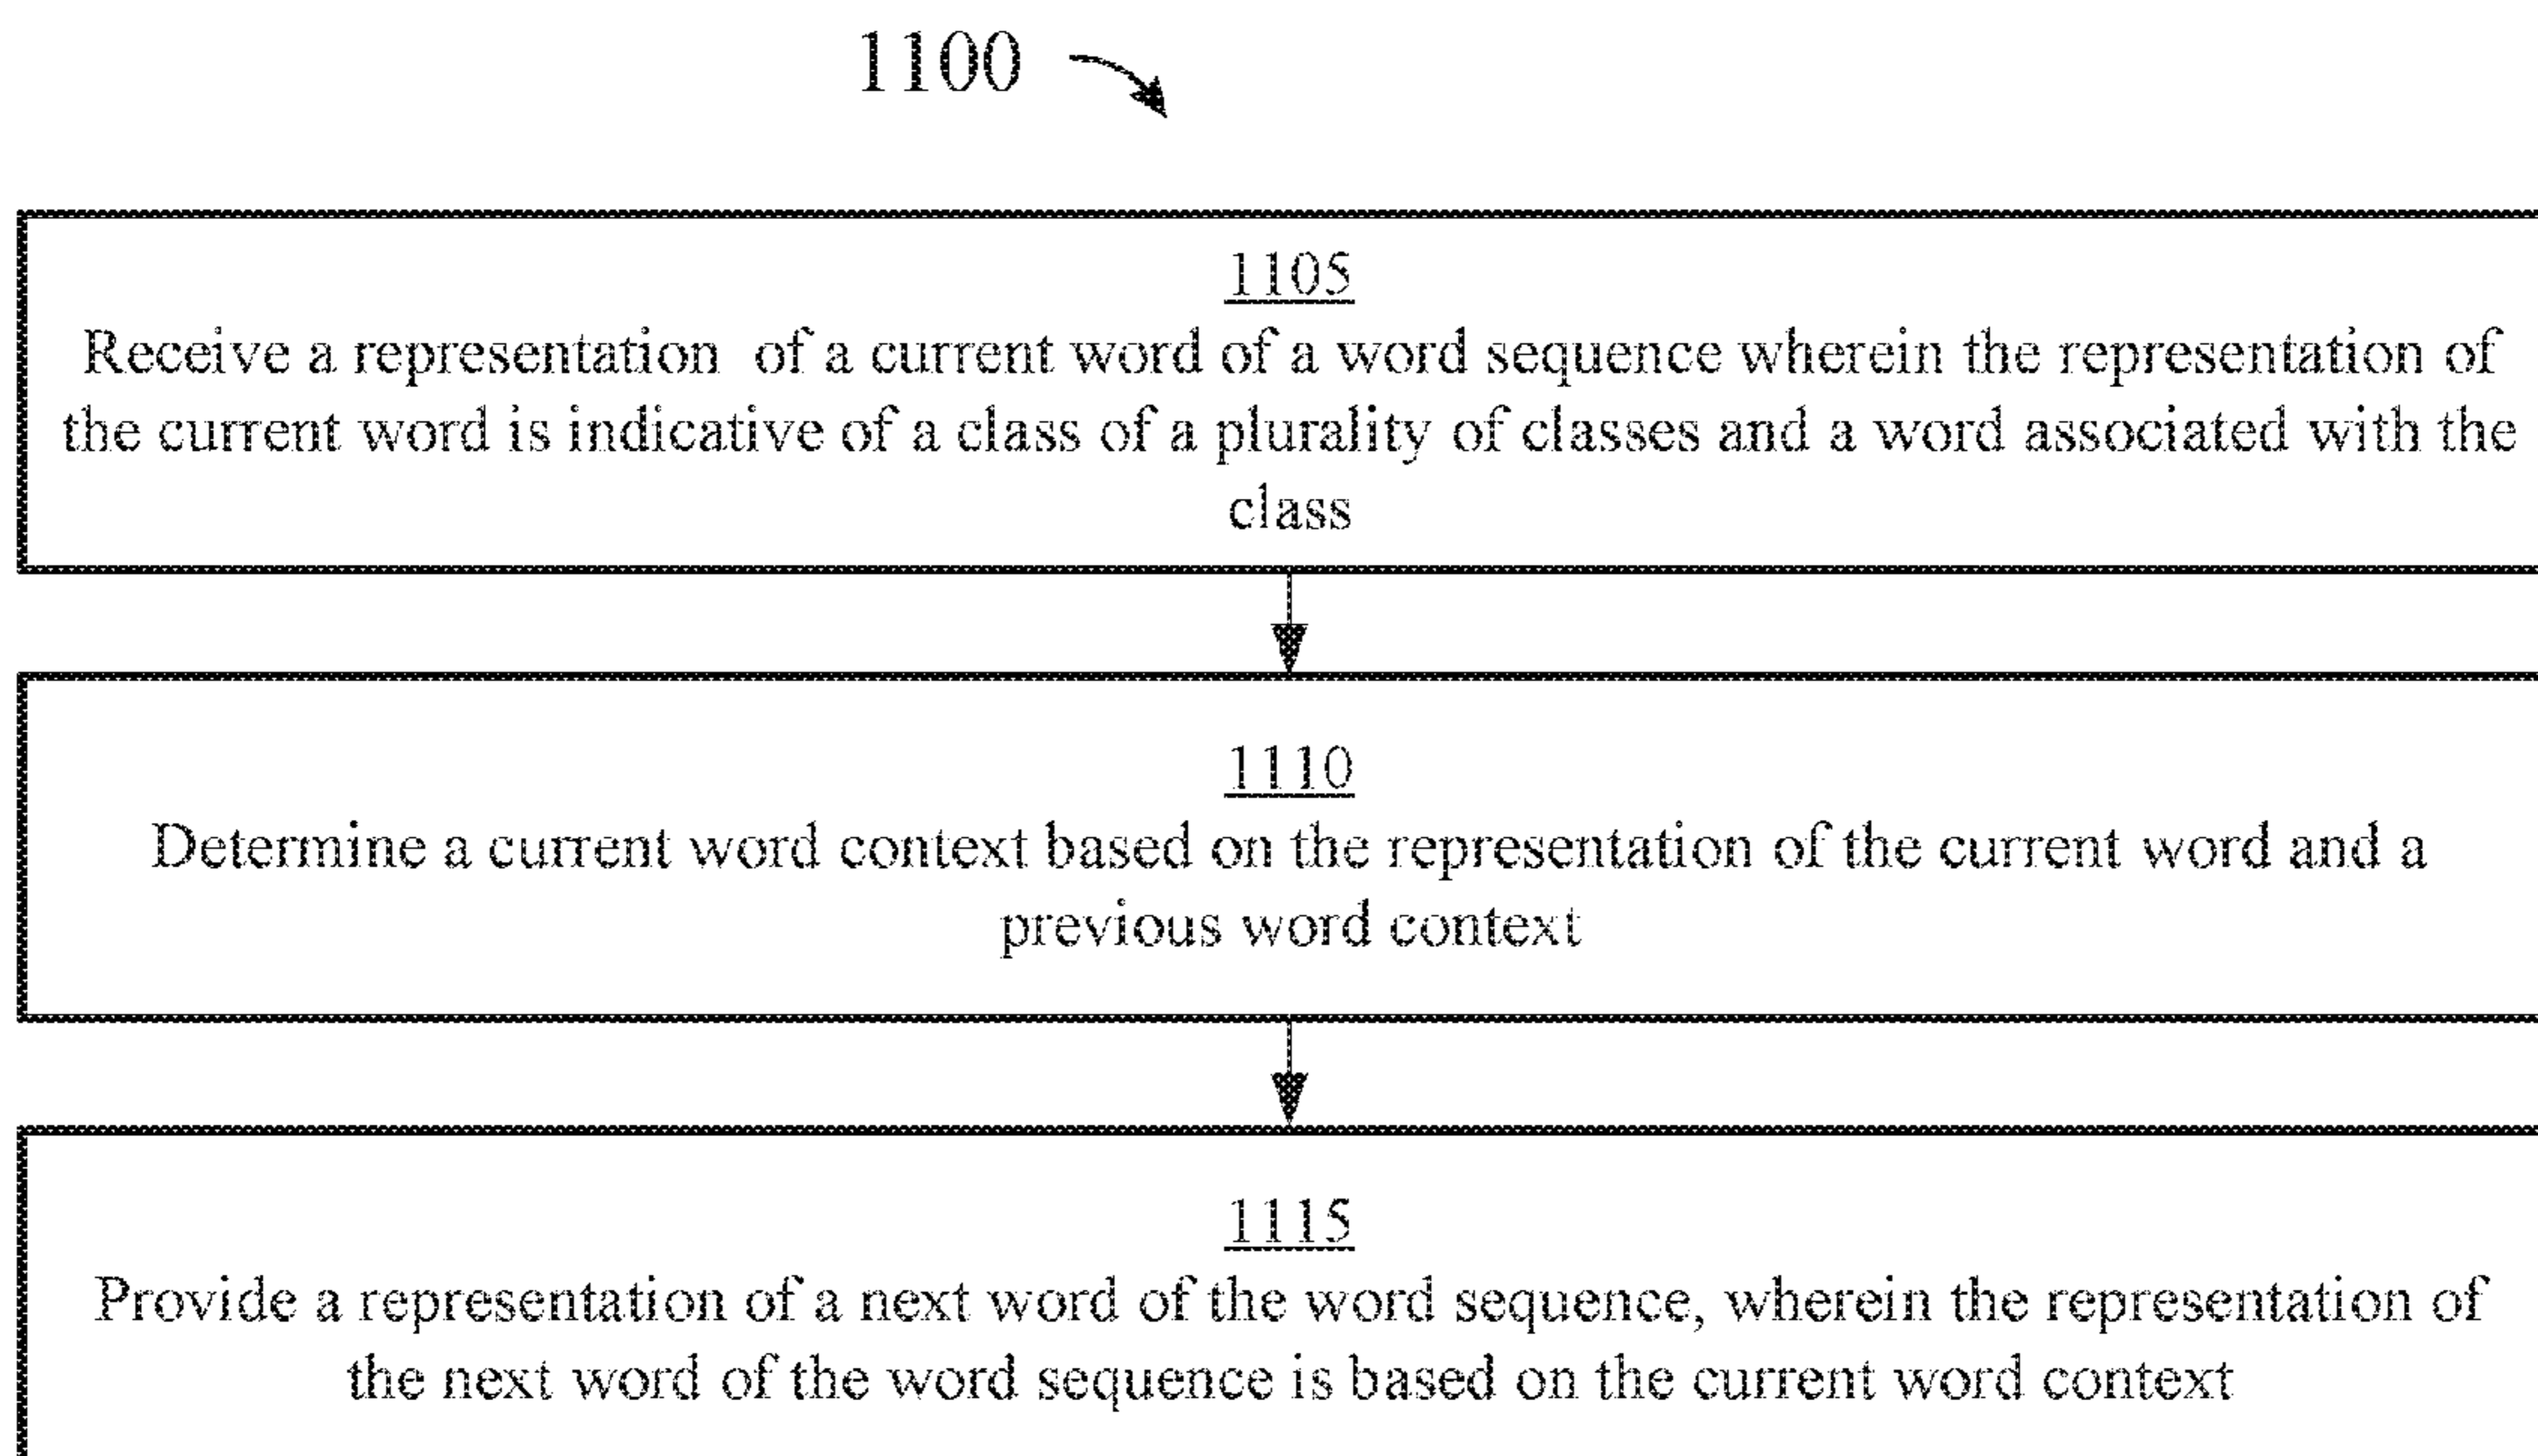 1100
1105
Receive a representation of a current word of a word sequence wherein the representation of
the current word is indicative of a class of a plurality of classes and a word associated with the
class
1110
Determine a current word context based on the representation of the current word and a
previous word context
1115
Provide a representation of a next word of the word sequence, wherein the representation of
the next word of the word sequence is based on the current word context